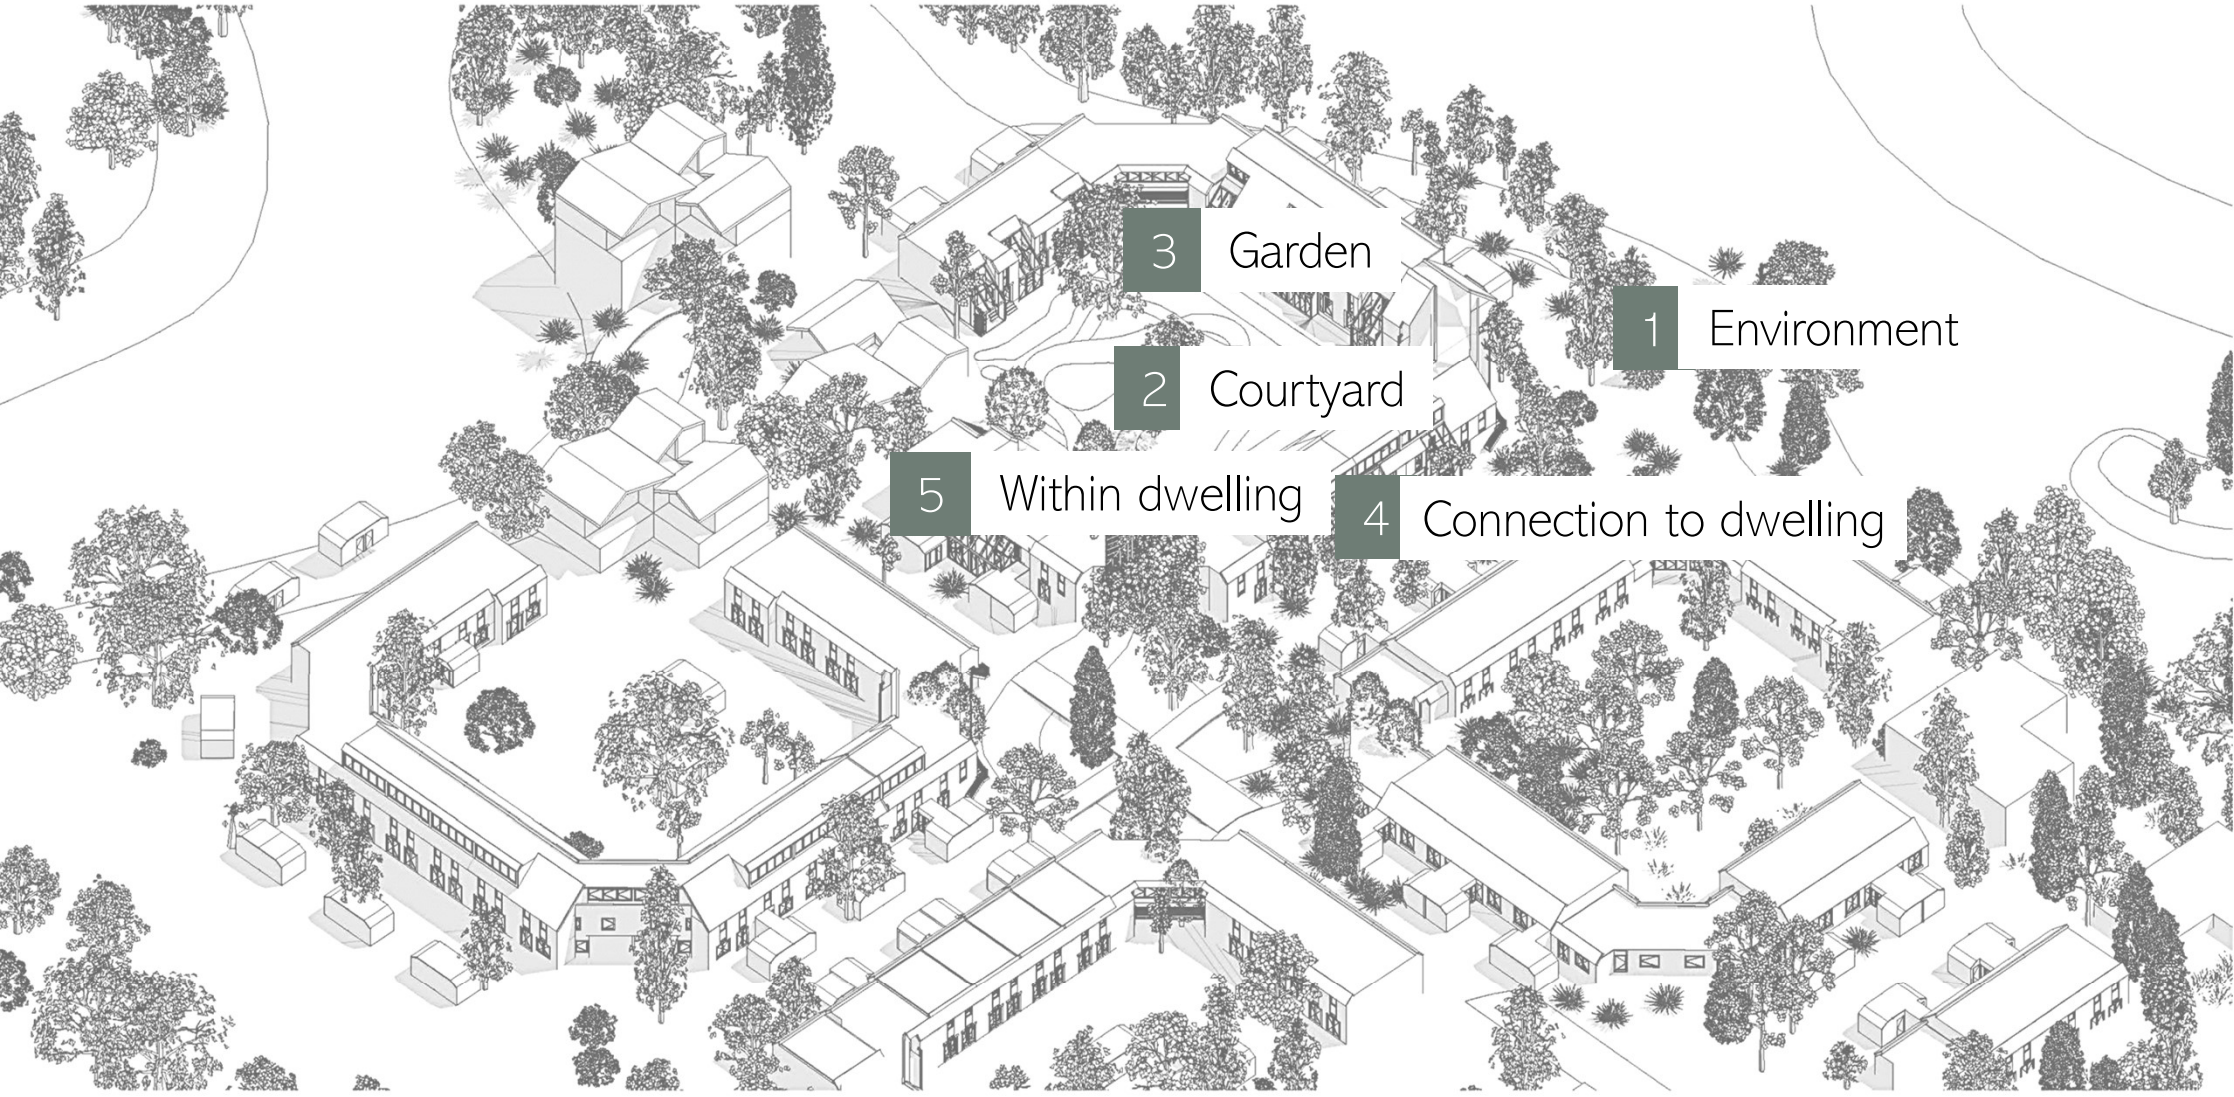 3 Garden
1 Environment
2 Courtyard
5 Within dwelling
4 Connection to dwelling